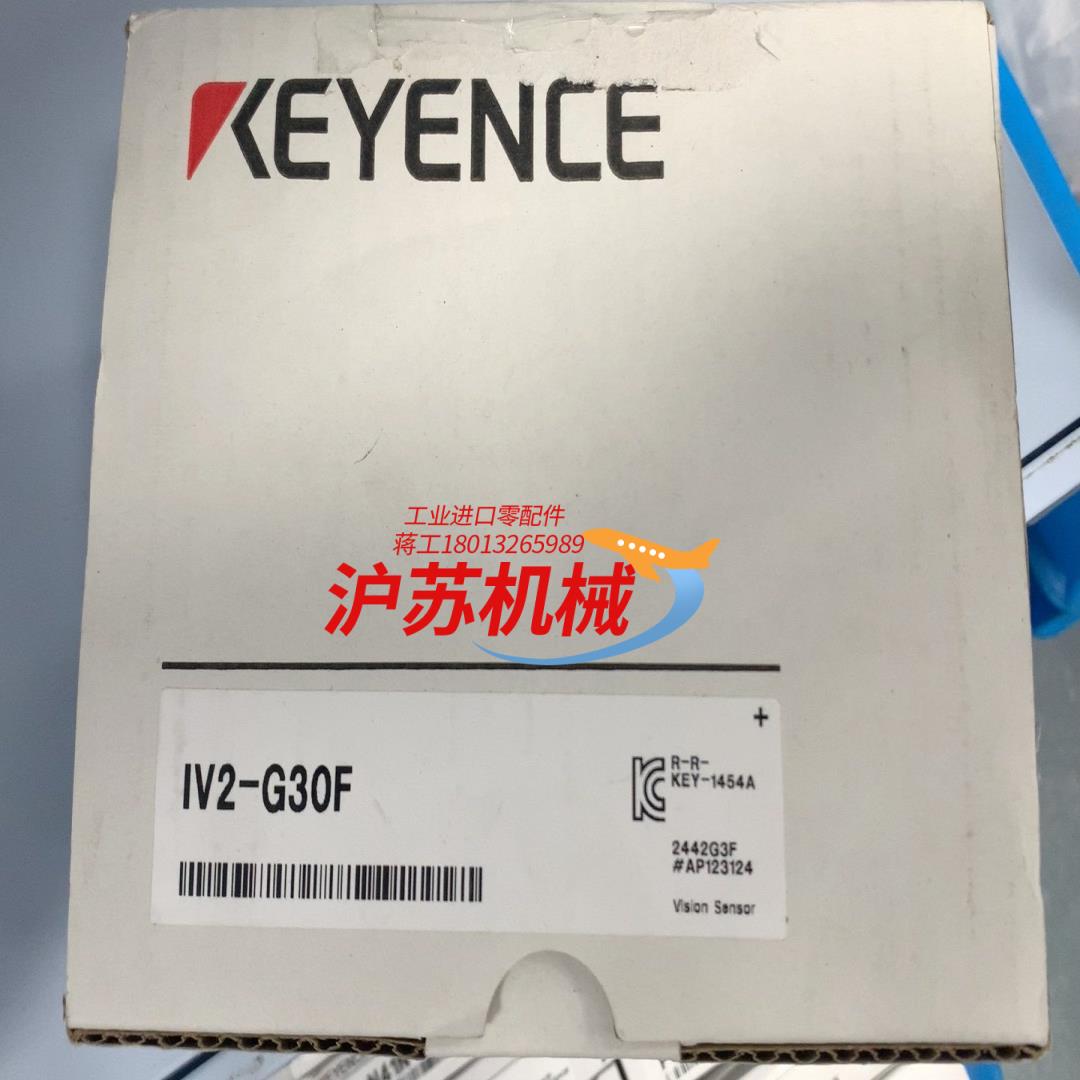 KEYENCE
工业进口零配件
蒋工18013265989
沪苏机械
+
IV2-G30F
R-R-
KEY-1454A
2442G3F
#AP123124
Vision Sensor